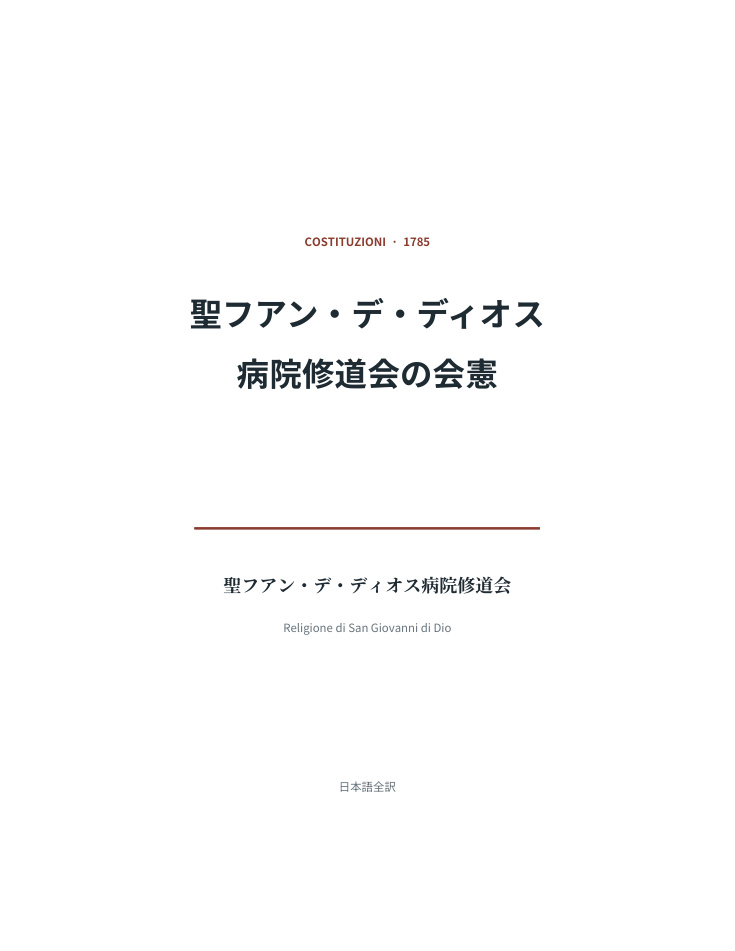 COSTITUZIONI · 1785
聖フアン・デ・ディオス
病院修道会の会憲
聖フアン・デ・ディオス病院修道会
Religione di San Giovanni di Dio
日本語全訳